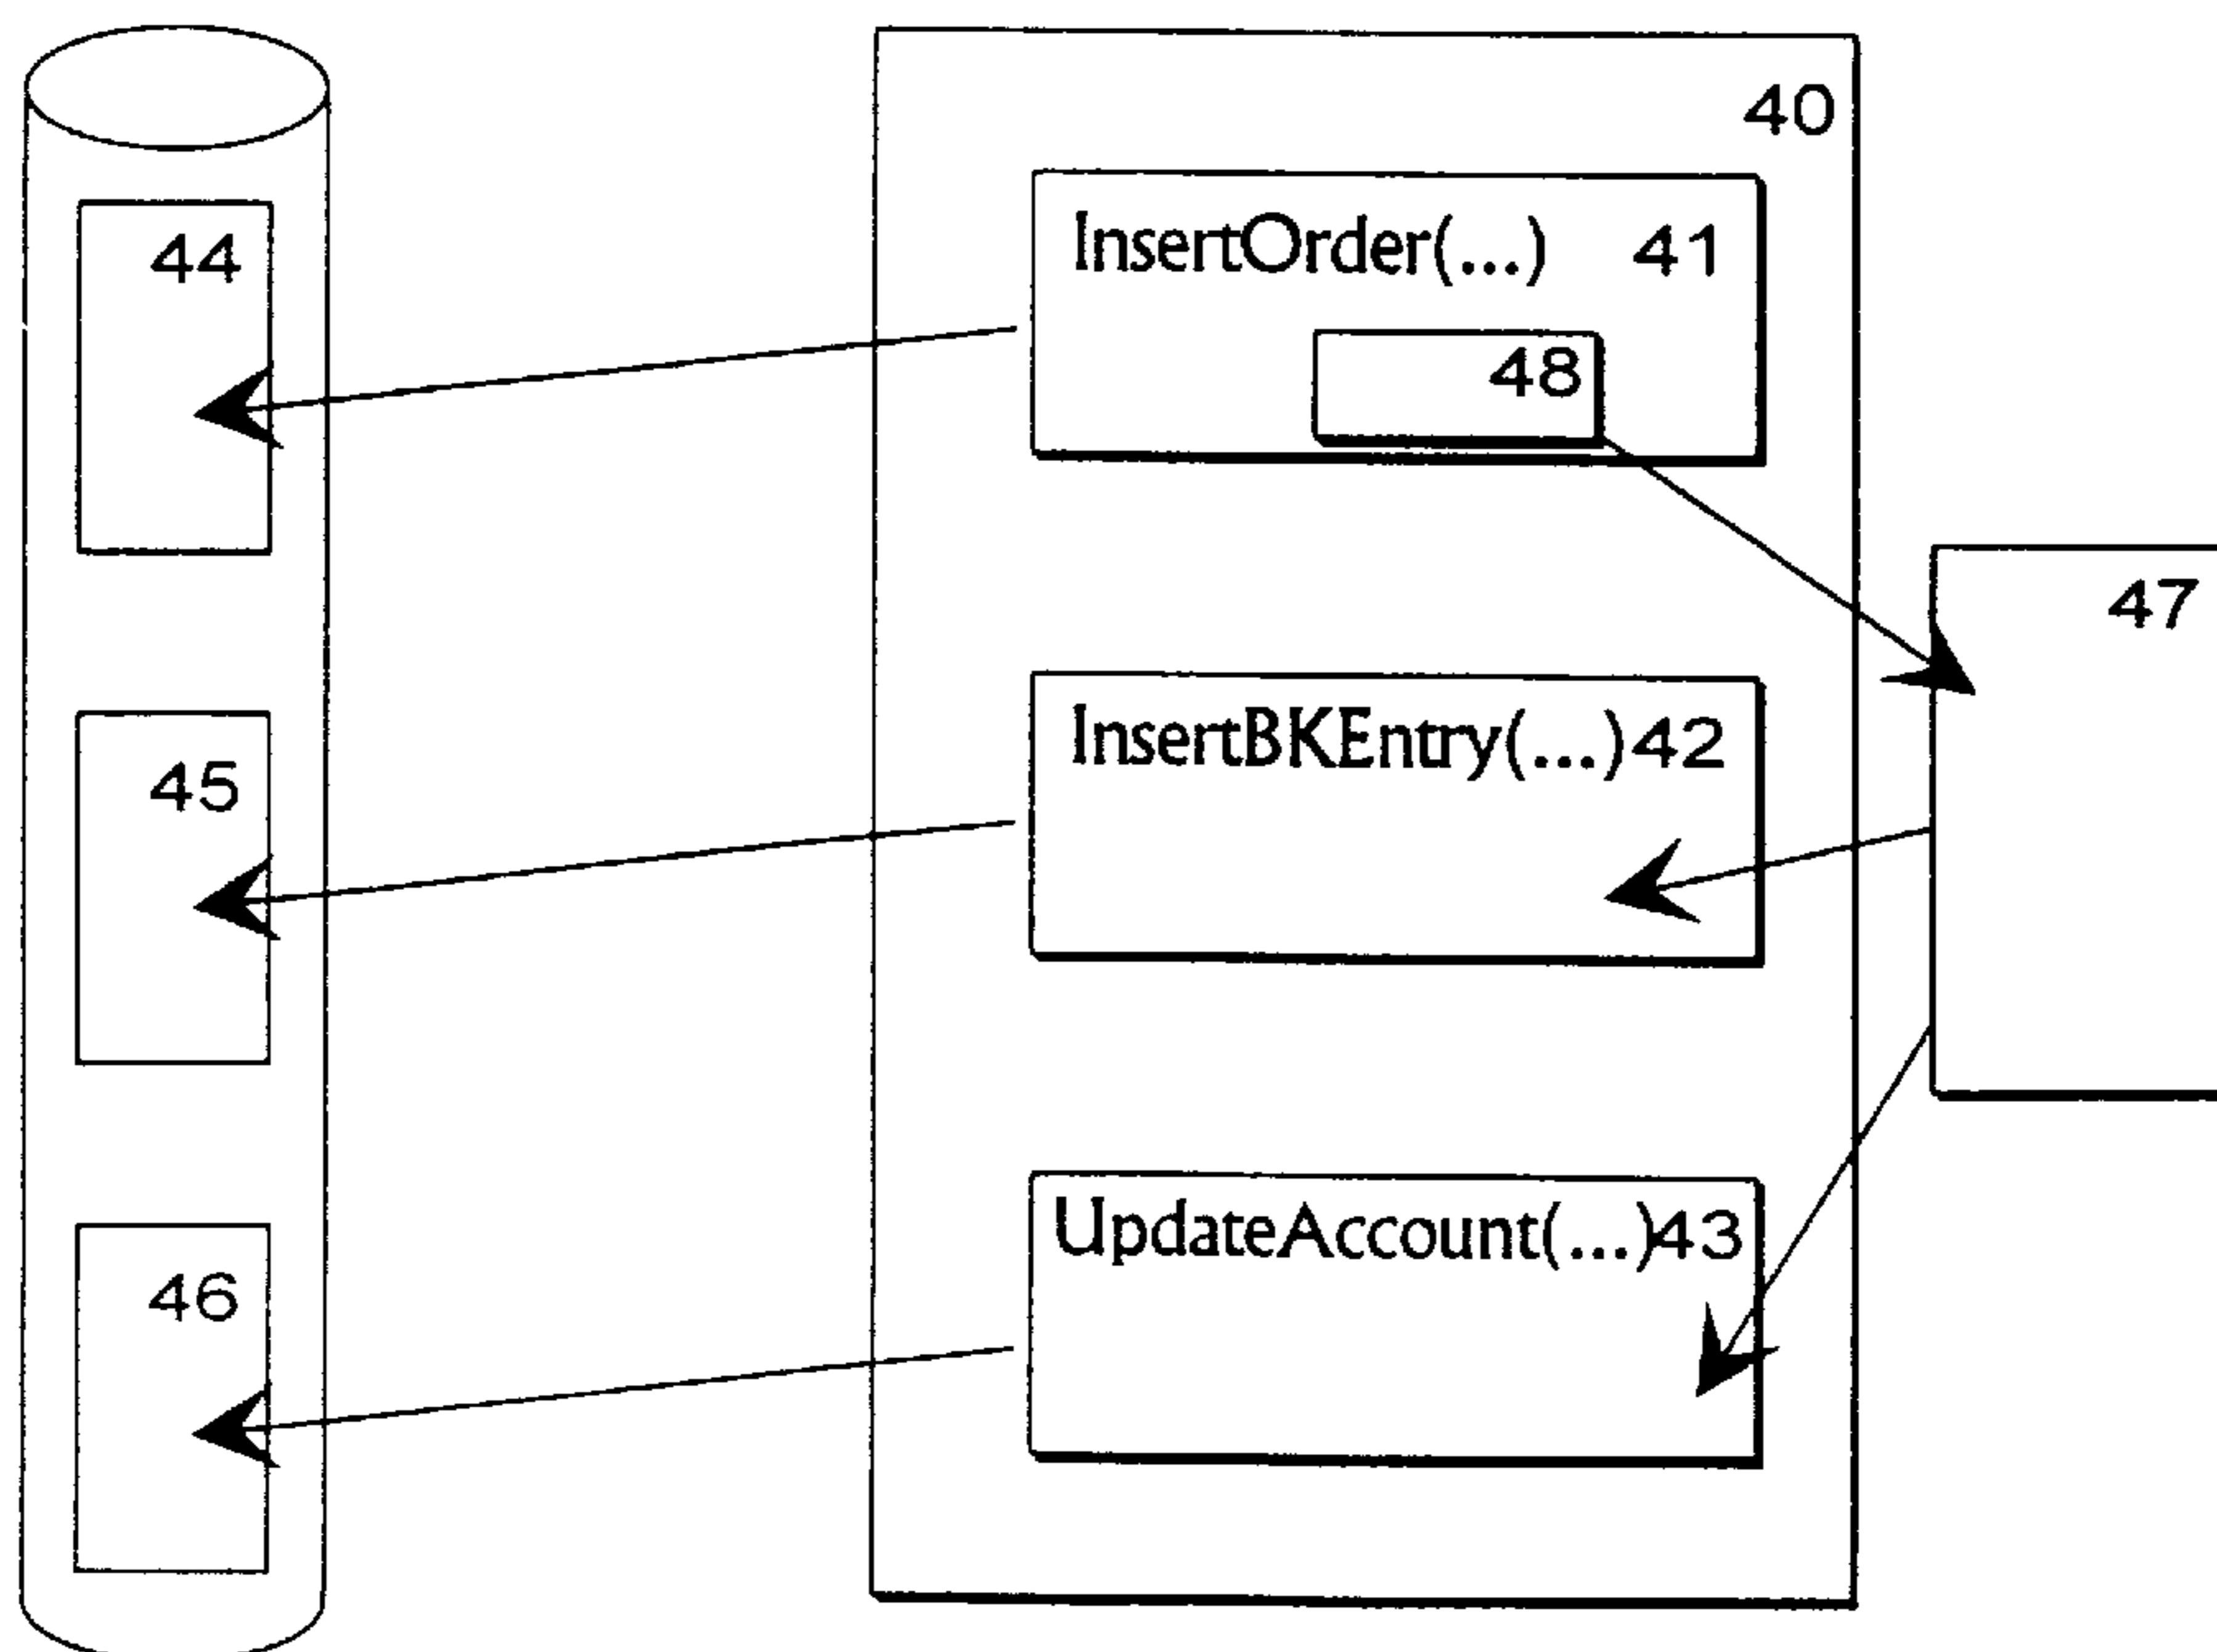 40
44
InsertOrder(...) 41
48
47
InsertBKEntry(...)42
45
UpdateAccount(...)43
46